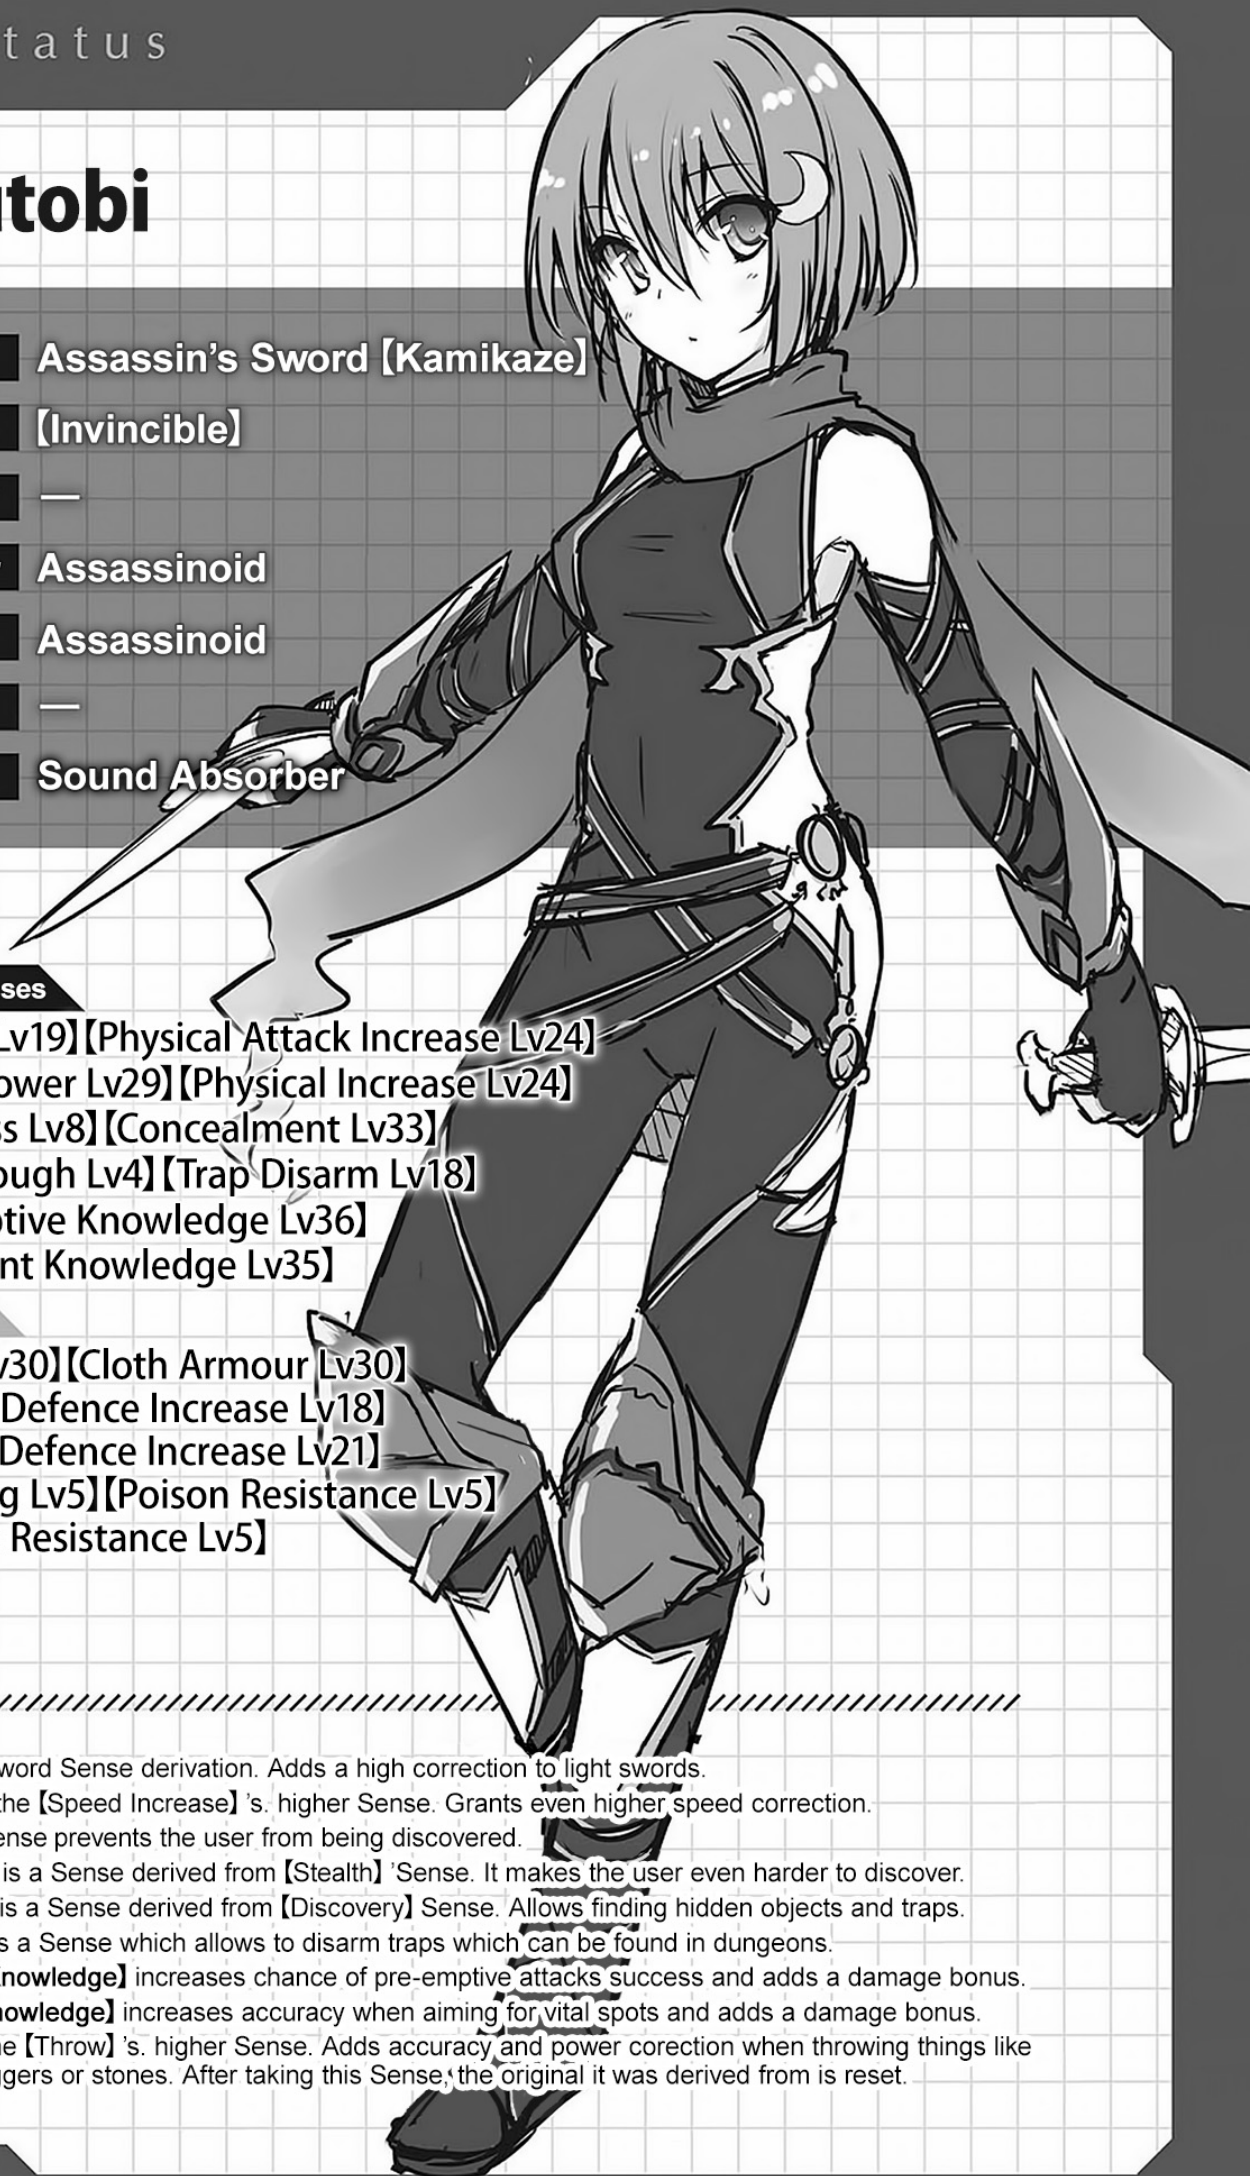 tatus
utobi
Assassin's Sword【Kamikaze】
【Invincible】
—
Assassinoid
Assassinoid
—
Sound Absorber
ses
Lv19】【Physical Attack Increase Lv24】
ower Lv29】【Physical Increase Lv24】
ss Lv8】【Concealment Lv33】
ough Lv4】【Trap Disarm Lv18】
ptive Knowledge Lv36】
nt Knowledge Lv35】
v30】【Cloth Armour Lv30】
Defence Increase Lv18】
Defence Increase Lv21】
g Lv5】【Poison Resistance Lv5】
Resistance Lv5】
word Sense derivation. Adds a high correction to light swords.
the【Speed Increase】's. higher Sense. Grants even higher speed correction.
ense prevents the user from being discovered.
is a Sense derived from【Stealth】'Sense. It makes the user even harder to discover.
is a Sense derived from【Discovery】Sense. Allows finding hidden objects and traps.
s a Sense which allows to disarm traps which can be found in dungeons.
Knowledge】increases chance of pre-emptive attacks success and adds a damage bonus.
nowledge】increases accuracy when aiming for vital spots and adds a damage bonus.
e【Throw】's. higher Sense. Adds accuracy and power corection when throwing things like
ggers or stones. After taking this Sense, the original it was derived from is reset.